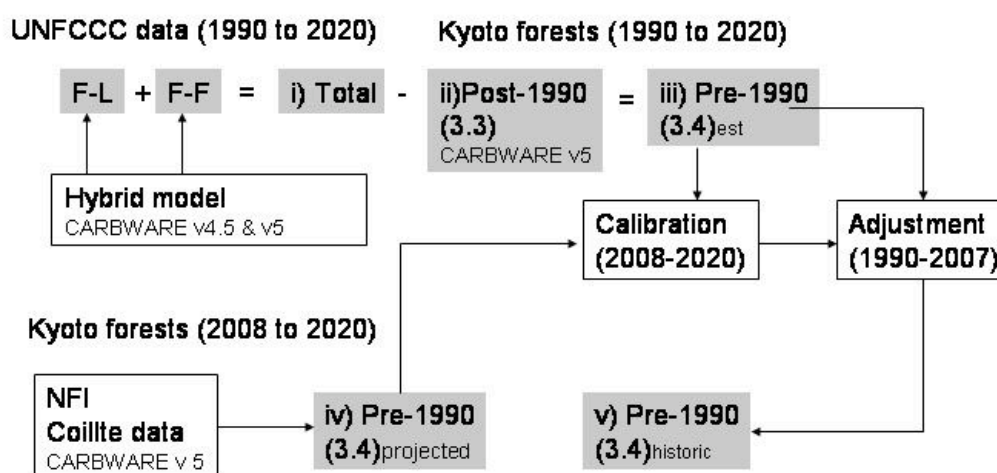 UNFCCC data (1990 to 2020)
Kyoto forests (1990 to 2020)
F-L + F-F = i) Total - ii)Post-1990 = iii) Pre-1990
(3.3) (3.4)est
CARBWARE v5
Hybrid model
CARBWARE v4.5 & v5
Calibration
(2008-2020)
Adjustment
(1990-2007)
Kyoto forests (2008 to 2020)
NFI
Coillte data
CARBWARE v 5
iv) Pre-1990
(3.4)projected
v) Pre-1990
(3.4)historic